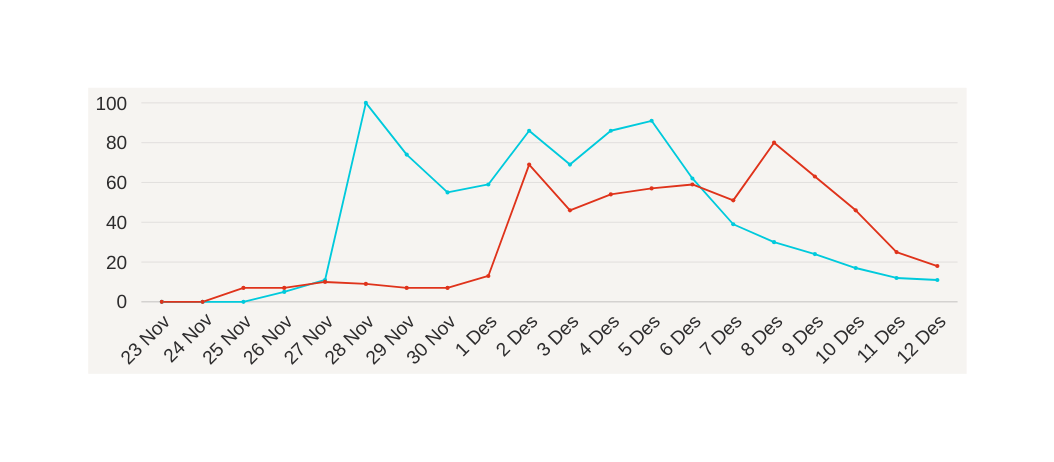 100
80
60
40
20
0
23 Nov
24 Nov
25 Nov
26 Nov
27 Nov
28 Nov
29 Nov
30 Nov
1 Des
2 Des
3 Des
4 Des
5 Des
6 Des
7 Des
8 Des
9 Des
10 Des
11 Des
12 Des